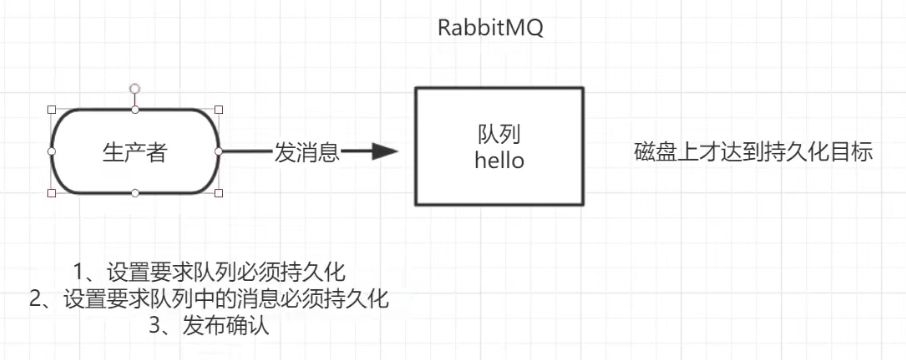 RabbitMQ
生产者
发消息
队列
hello
磁盘上才达到持久化目标
1、设置要求队列必须持久化
2、设置要求队列中的消息必须持久化
3、发布确认